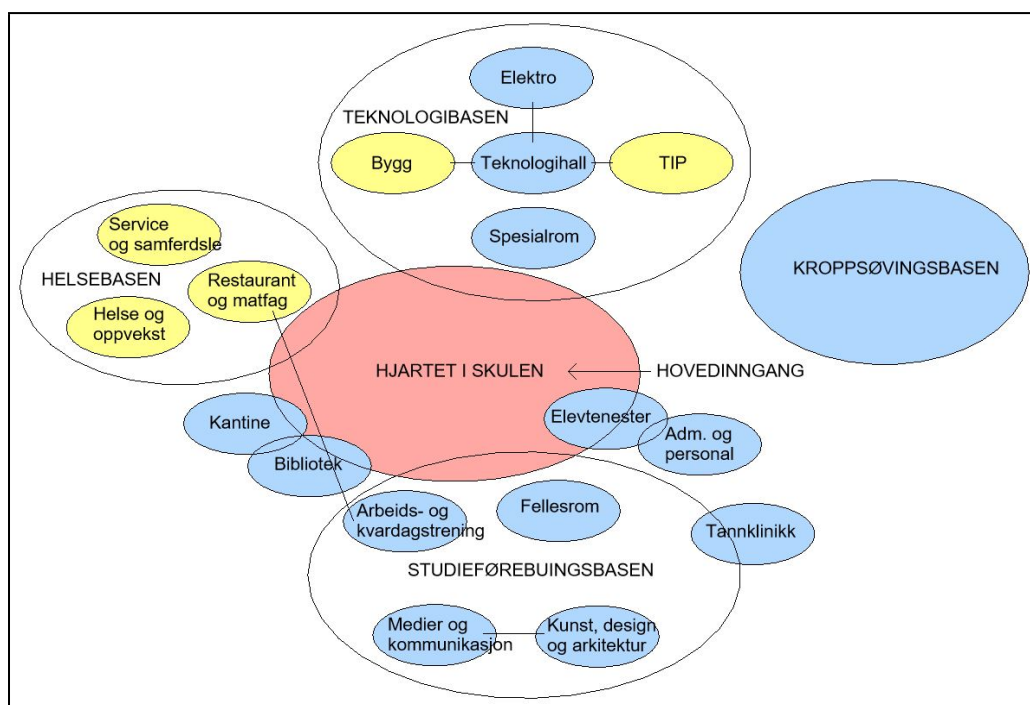 Elektro
TEKNOLOGIBASEN
Bygg
Teknologihall
TIP
Spesialrom
Service
og samferdsle
HELSEBASEN
Restaurant
og matfag
Helse og
oppvekst
KROPPSØVINGSBASEN
HJARTET I SKULEN
HOVEDINNGANG
Kantine
Elevtenester
Adm. og
personal
Bibliotek
Arbeids- og
kvardagstrening
Fellesrom
Tannklinikk
STUDIEFØREBUINGSBASEN
Medier og
kommunikasjon
Kunst, design
og arkitektur